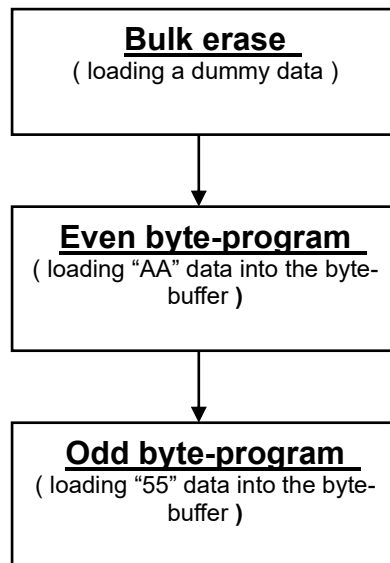 Bulk erase
( loading a dummy data )
Even byte-program
( loading “AA” data into the byte-
buffer )
Odd byte-program
( loading “55” data into the byte-
buffer )